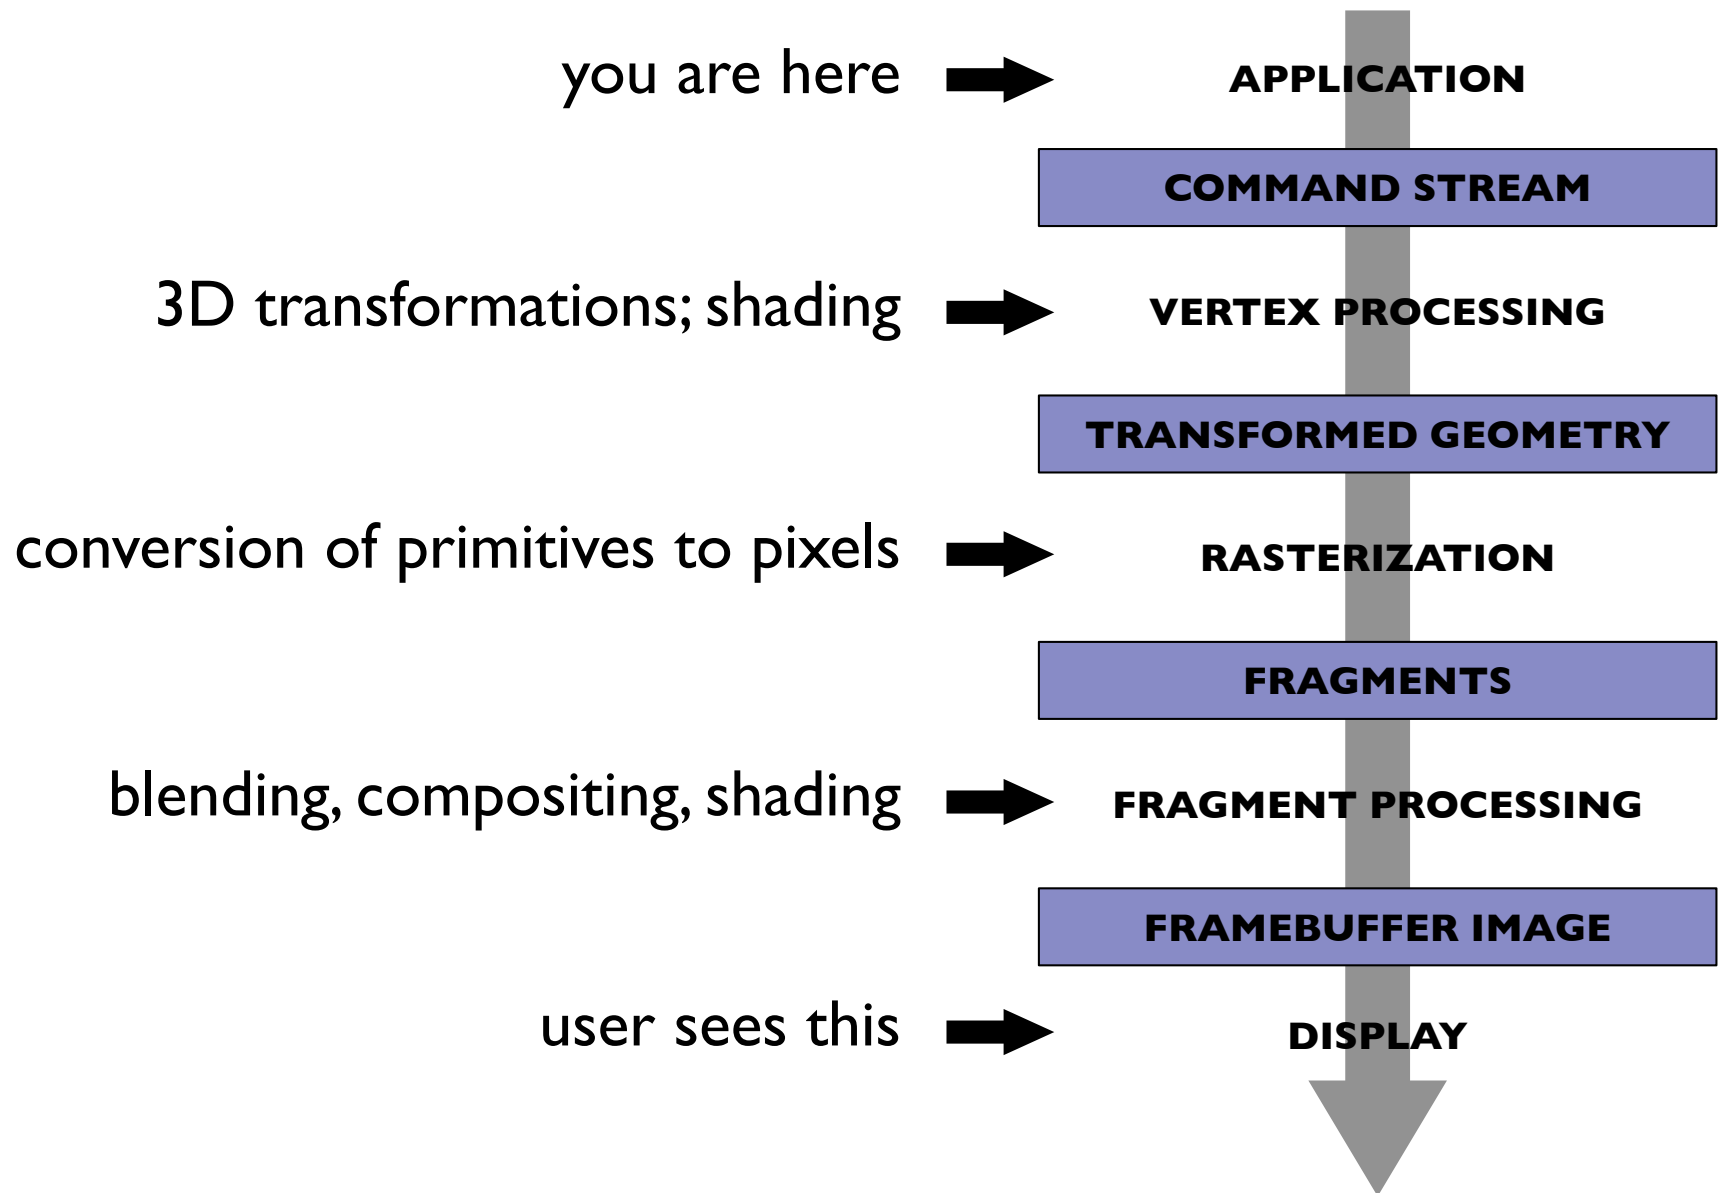 you are here
APPLICATION
COMMAND STREAM
3D transformations; shading
VERTEX PROCESSING
TRANSFORMED GEOMETRY
conversion of primitives to pixels
RASTERIZATION
FRAGMENTS
blending, compositing, shading
FRAGMENT PROCESSING
FRAMEBUFFER IMAGE
user sees this
DISPLAY